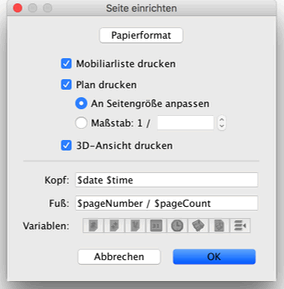 Seite einrichten
Papierformat
Mobiliarliste drucken
Plan drucken
An Seitengröße anpassen
Maßstab: 1 /
3D-Ansicht drucken
Kopf: $date $time
Fuß: $pageNumber / $pageCount
Variablen:
Abbrechen OK